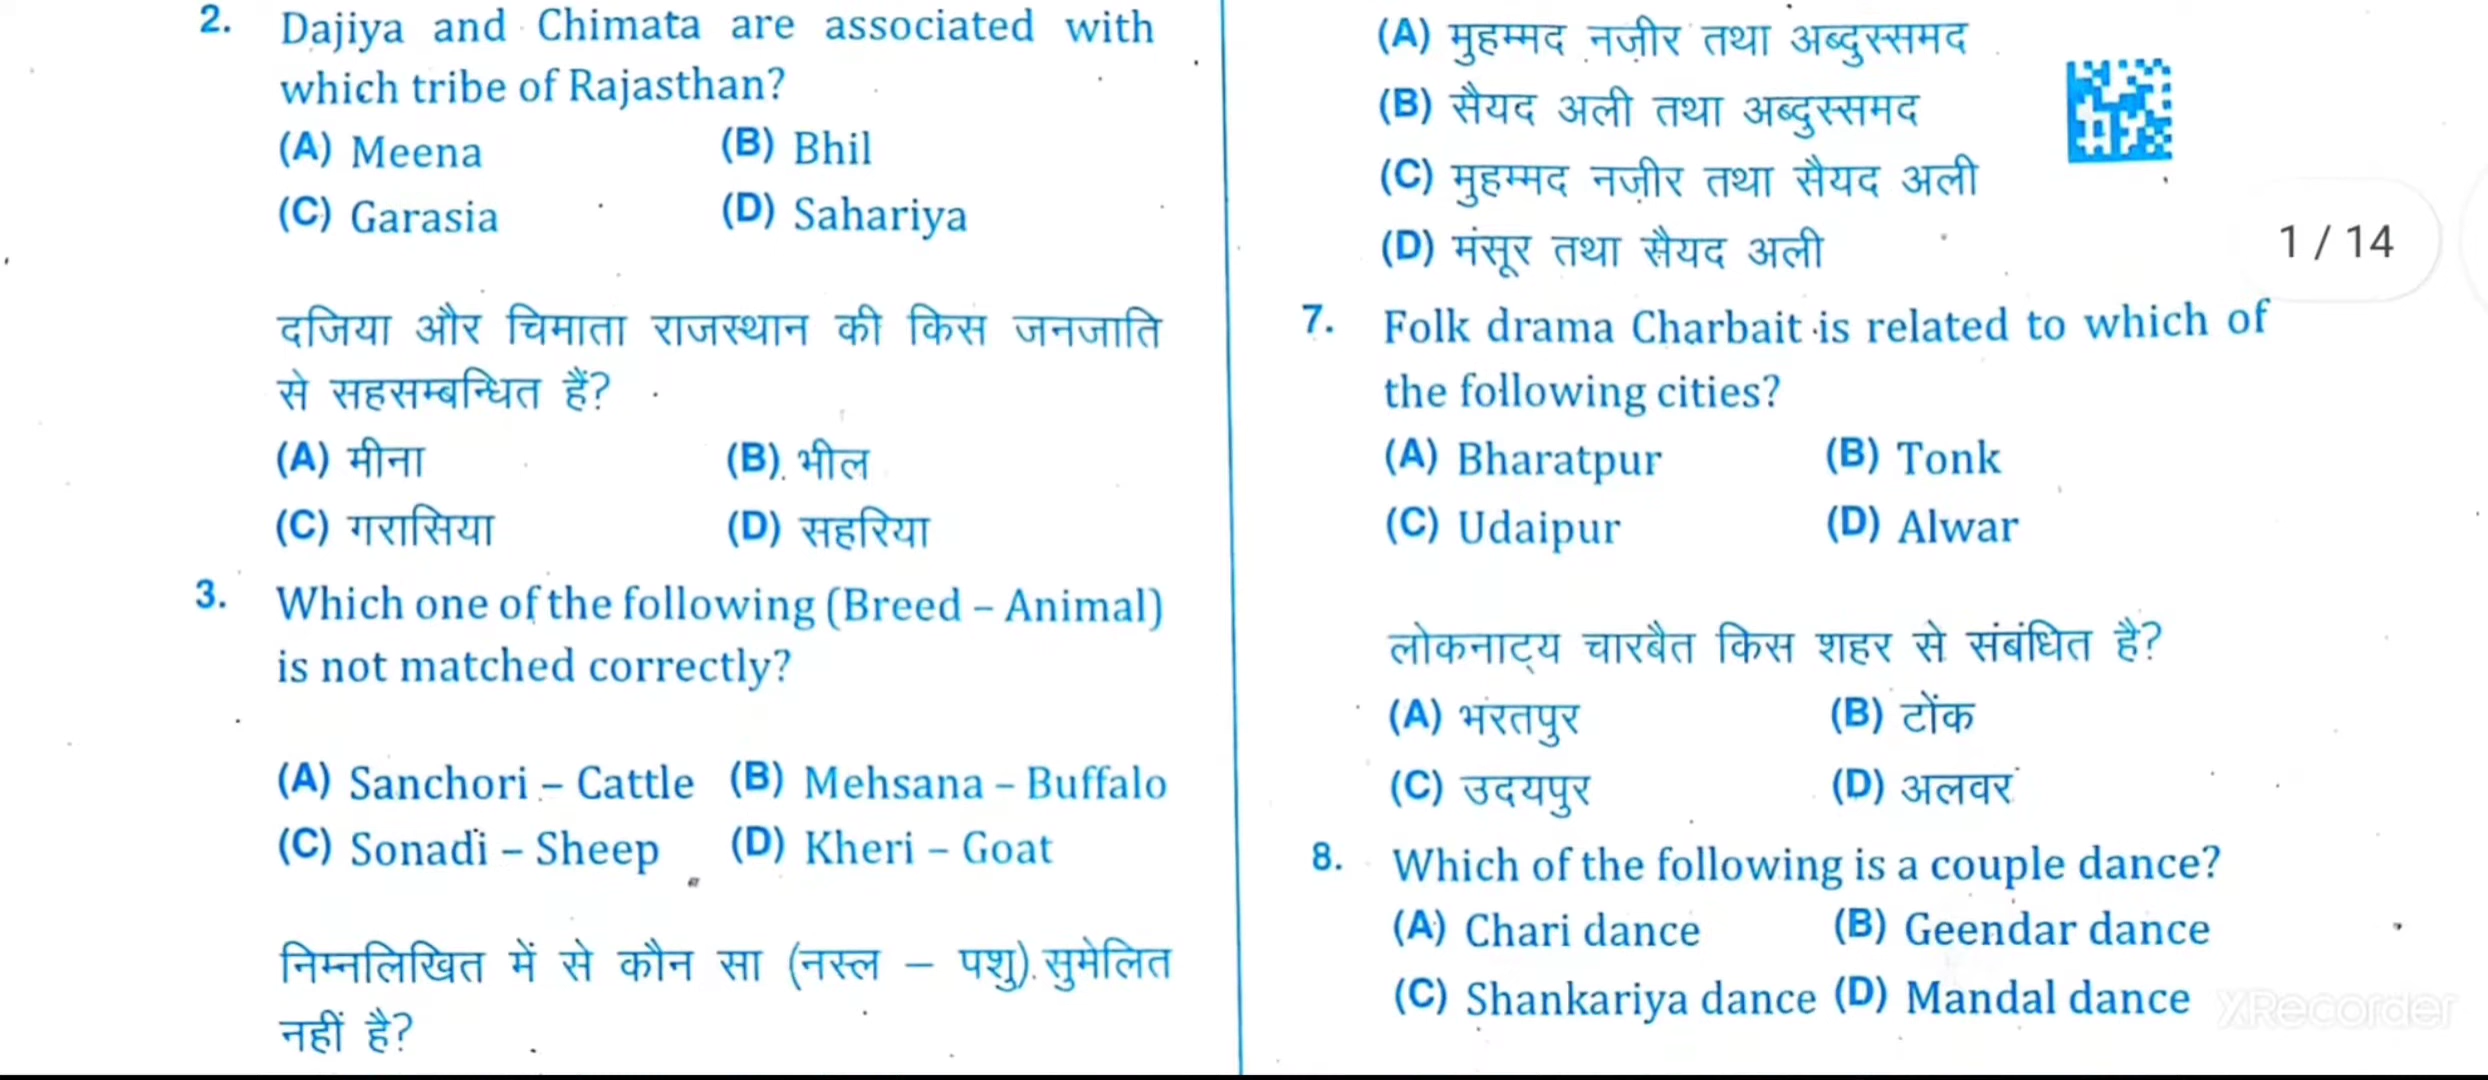 2. Dajiya and Chimata are associated with
which tribe of Rajasthan?
(A) Meena (B) Bhil
(C) Garasia (D) Sahariya
दजिया और चिमाता राजस्थान की किस जनजाति
से सहसम्बन्धित हैं?
(A) मीना (B) भील
(C) गरासिया (D) सहरिया
3. Which one of the following (Breed – Animal)
is not matched correctly?
(A) Sanchori – Cattle (B) Mehsana – Buffalo
(C) Sonadi – Sheep (D) Kheri – Goat
निम्नलिखित में से कौन सा (नस्ल – पशु) सुमेलित
नहीं है?
(A) मुहम्मद नज़ीर तथा अब्दुस्समद
(B) सैयद अली तथा अब्दुस्समद
(C) मुहम्मद नज़ीर तथा सैयद अली
(D) मंसूर तथा सैयद अली
7. Folk drama Charbait is related to which of
the following cities?
(A) Bharatpur (B) Tonk
(C) Udaipur (D) Alwar
लोकनाट्य चारबैत किस शहर से संबंधित है?
(A) भरतपुर (B) टोंक
(C) उदयपुर (D) अलवर
8. Which of the following is a couple dance?
(A) Chari dance (B) Geendar dance
(C) Shankariya dance (D) Mandal dance
1 / 14
XRecorder